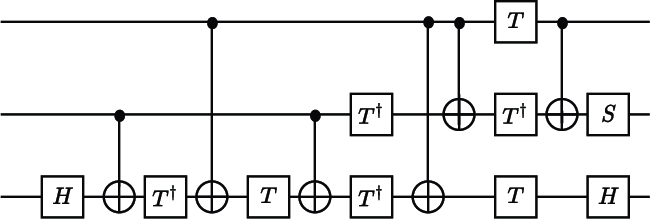 T
T† T† S
H T† T T† T H